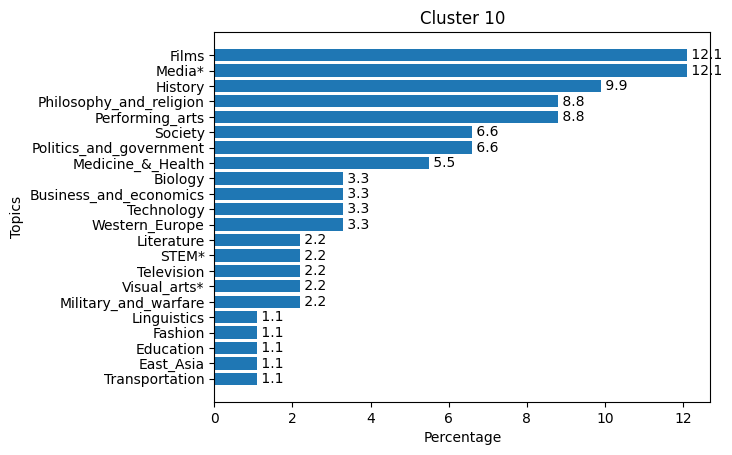 Cluster 10
Films 12.1
Media* 12.1
History 9.9
Philosophy_and_religion 8.8
Performing_arts 8.8
Society 6.6
Politics_and_government 6.6
Medicine_&_Health 5.5
Biology 3.3
Business_and_economics 3.3
Technology 3.3
Western_Europe 3.3
Literature 2.2
STEM* 2.2
Television 2.2
Visual_arts* 2.2
Military_and_warfare 2.2
Linguistics 1.1
Fashion 1.1
Education 1.1
East_Asia 1.1
Transportation 1.1
Topics
0 2 4 6 8 10 12
Percentage